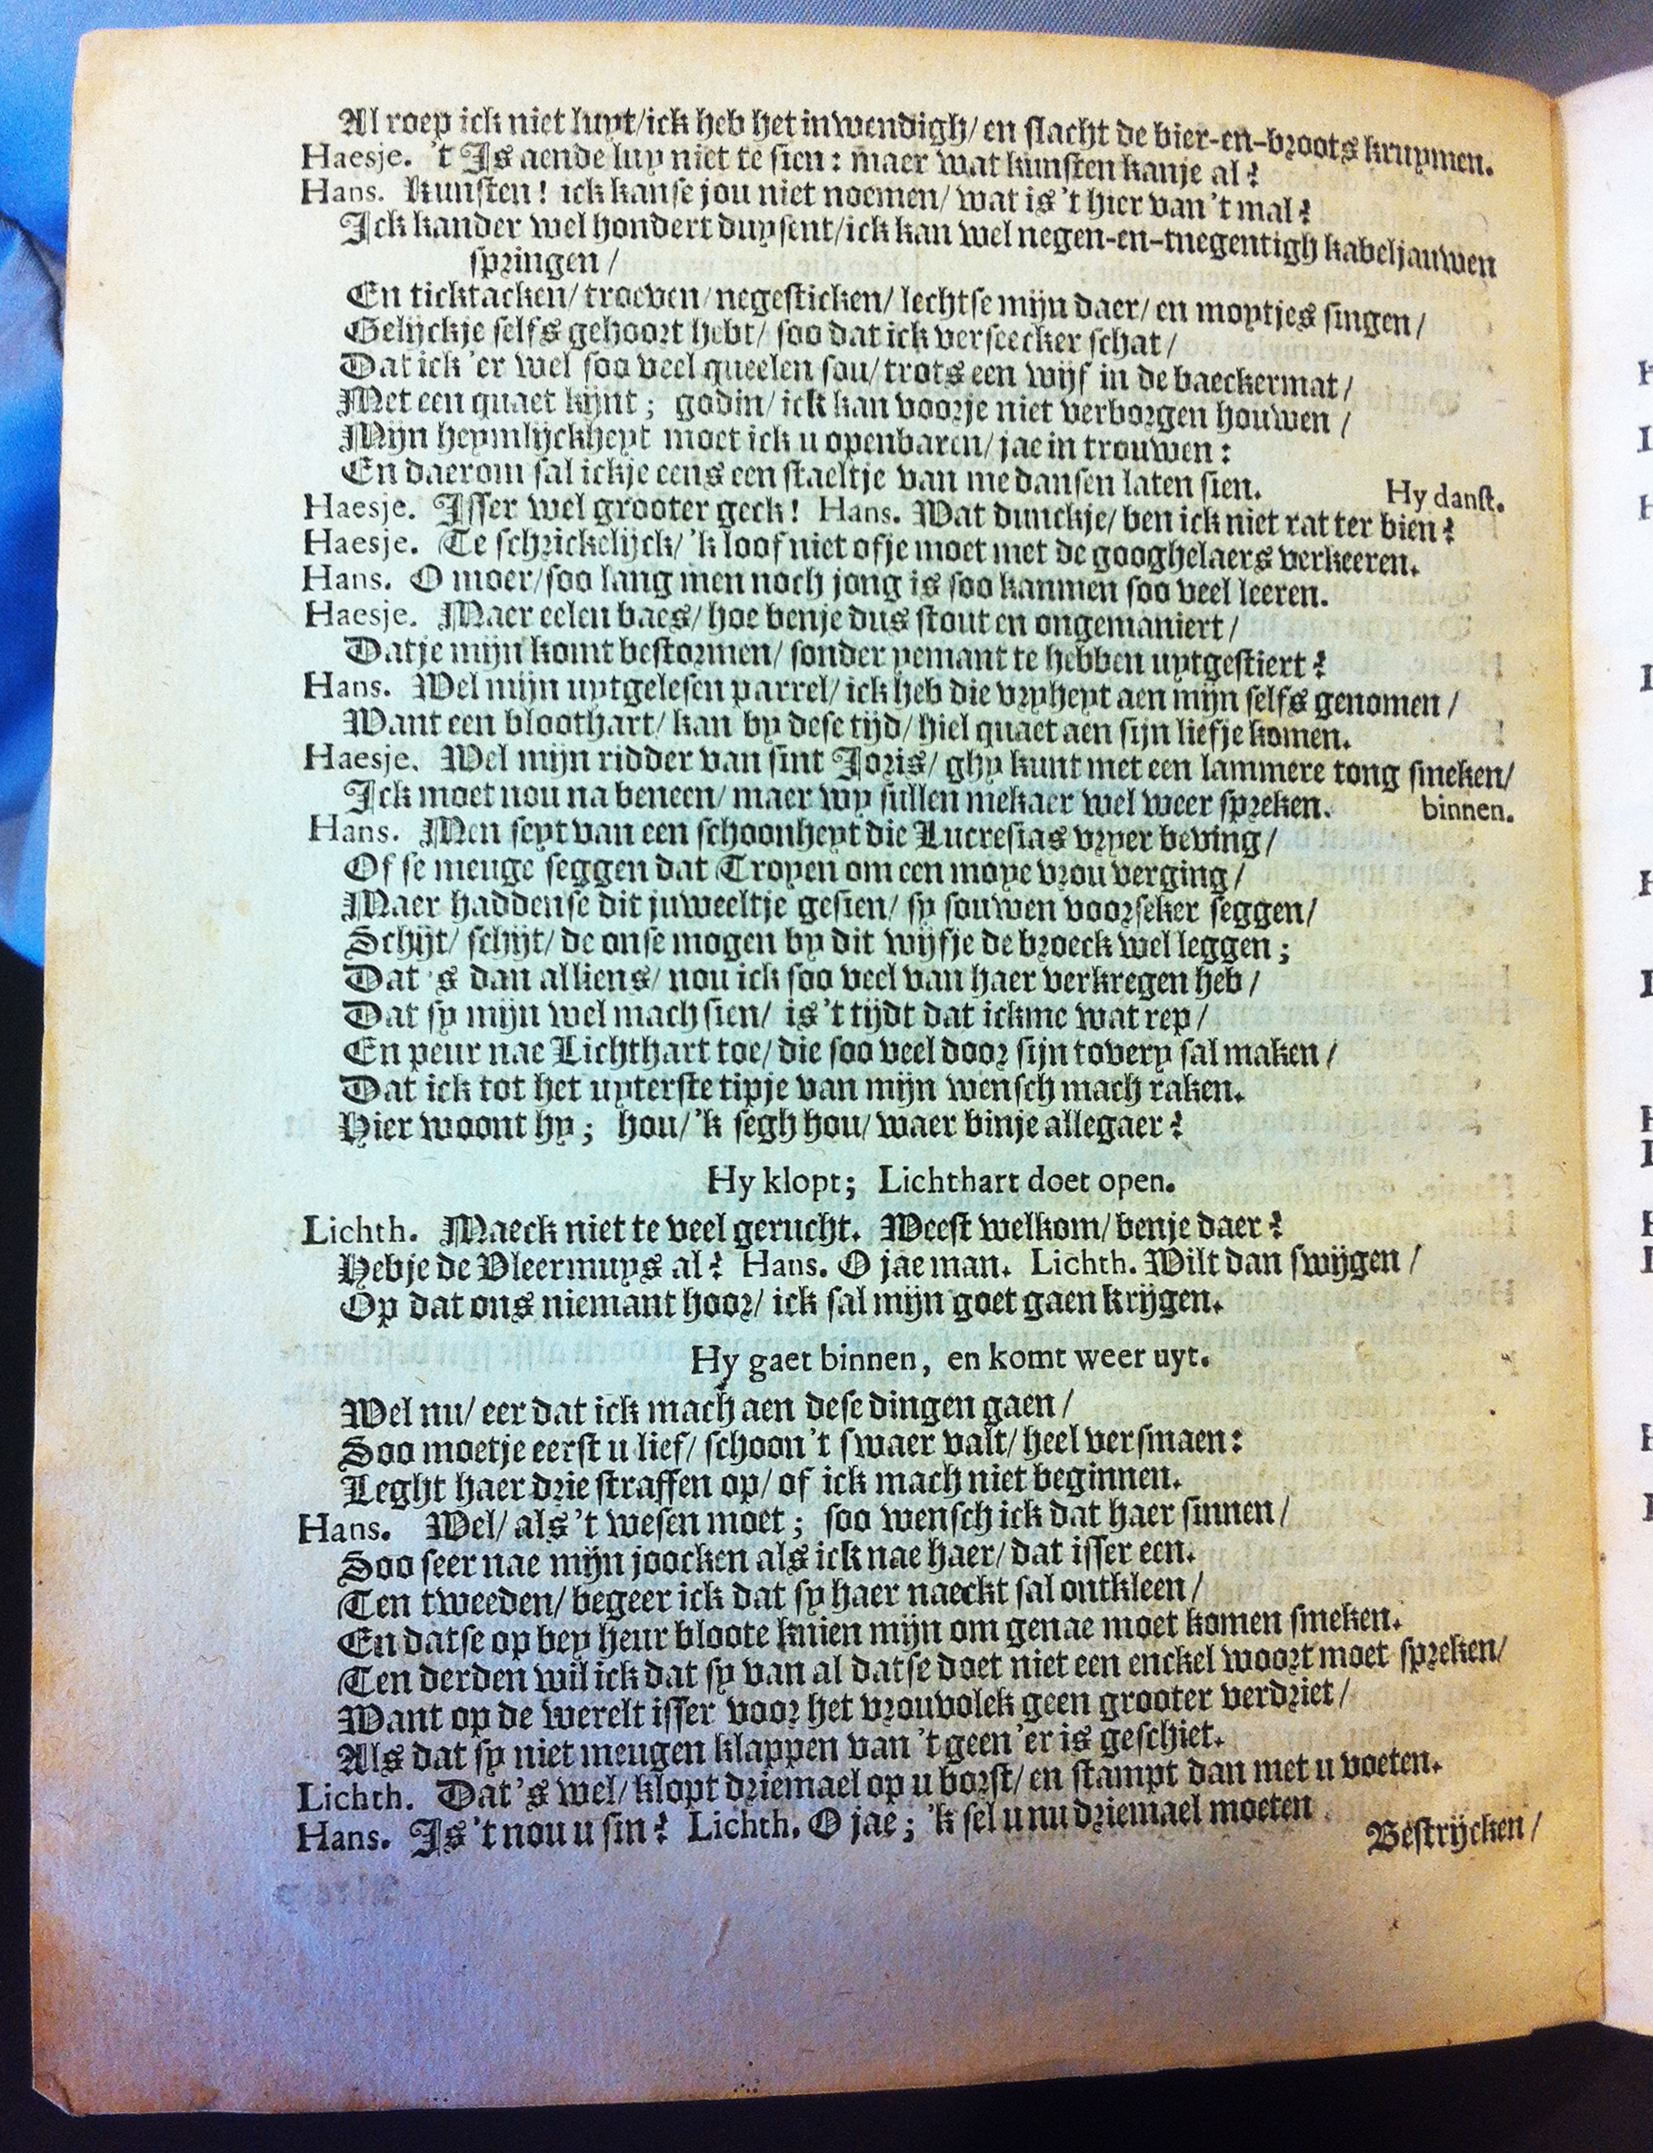 Al roep ick niet luyt/ick heb het inwendigh/ en slacht de bier-en-broots kruymen.
Haesje. 't Is aende luy niet te sien: maer wat kunsten kanje al?
Hans. Kunsten! ick kanse jou niet noemen/ wat is 't hier van 't mal?
Ick kander wel hondert duysent/ick kan wel negen-en-tnegentigh kabeljauwen
springen /
En ticktacken/ troeven/ negesticken/ lechtse mijn daer/ en moytjes singen/
Gelijckje selfs gehoort hebt/ soo dat ick verseecker schat/
Dat ick 'er wel soo veel queelen sou/ trots een wijf in de baeckermat/
Met een quaet kijnt; godin/ ick kan voorje niet verborgen houwen/
Mijn heymlijckheyt moet ick u openbaren/ jae in trouwen:
En daerom sal ickje eens een staeltje van me dansen laten sien. Hy danst.
Haesje. Isser wel grooter geck! Hans. Wat dunckje/ ben ick niet rat ter bien?
Haesje. Te schrickelijck/ 'k loof niet ofje moet met de googhelaers verkeeren.
Hans. O moer/soo lang men noch jong is soo kanmen soo veel leeren.
Haesje. Maer eelen baes/ hoe benje dus stout en ongemaniert/
Datje mijn komt bestormen/ sonder yemant te hebben uytgestiert?
Hans. Wel mijn uytgelesen parrel/ ick heb die vryheyt aen mijn selfs genomen/
Want een bloothart/ kan by dese tijd/ hiel quaet aen sijn liefje komen.
Haesje. Wel mijn ridder van sint Joris/ ghy kunt met een lammere tong smeken/
Ick moet nou na beneen/ maer wy sullen mekaer wel weer spreken. binnen.
Hans. Men seyt van een schoonheyt die Lucresias vryer beving/
Of se meuge seggen dat Troyen om een moye vrou verging/
Maer haddense dit juweeltje gesien/ sy souwen voorseker seggen/
Schijt/ schijt/ de onse mogen by dit wijfje de broeck wel leggen;
Dat 's dan alliens/ nou ick soo veel van haer verkregen heb/
Dat sy mijn wel mach sien/ is 't tijdt dat ickme wat rep/
En peur nae Lichthart toe/ die soo veel door sijn tovery sal maken/
Dat ick tot het uyterste tipje van mijn wensch mach raken.
Hier woont hy; hou/ 'k segh hou/ waer binje allegaer?
Hy klopt; Lichthart doet open.
Lichth. Maeck niet te veel gerucht. Weest welkom/ benje daer?
Hebje de Vleermuys al? Hans. O jae man. Lichth. Wilt dan swijgen/
Op dat ons niemant hoor/ ick sal mijn goet gaen krijgen.
Hy gaet binnen, en komt weer uyt.
Wel nu/ eer dat ick mach aen dese dingen gaen/
Soo moetje eerst u lief/ schoon 't swaer valt/ heel versmaen:
Leght haer drie straffen op/ of ick mach niet beginnen.
Hans. Wel/ als 't wesen moet; soo wensch ick dat haer sinnen/
Soo seer nae mijn joocken als ick nae haer/ dat isser een.
Ten tweeden/ begeer ick dat sy haer naeckt sal ontkleen/
En datse op bey heur bloote knien mijn om genae moet komen smeken.
Ten derden wil ick dat sy van al datse doet niet een enckel woort moet spreken/
Want op de werelt isser voor het vrouvolck geen grooter verdriet/
Als dat sy niet meugen klappen van 't geen 'er is geschiet.
Lichth. Dat 's wel/ klopt driemael op u borst/ en stampt dan met u voeten.
Hans. Is 't nou u sin? Lichth. O jae; 'k sel u nu driemael moeten
Bestrijcken/